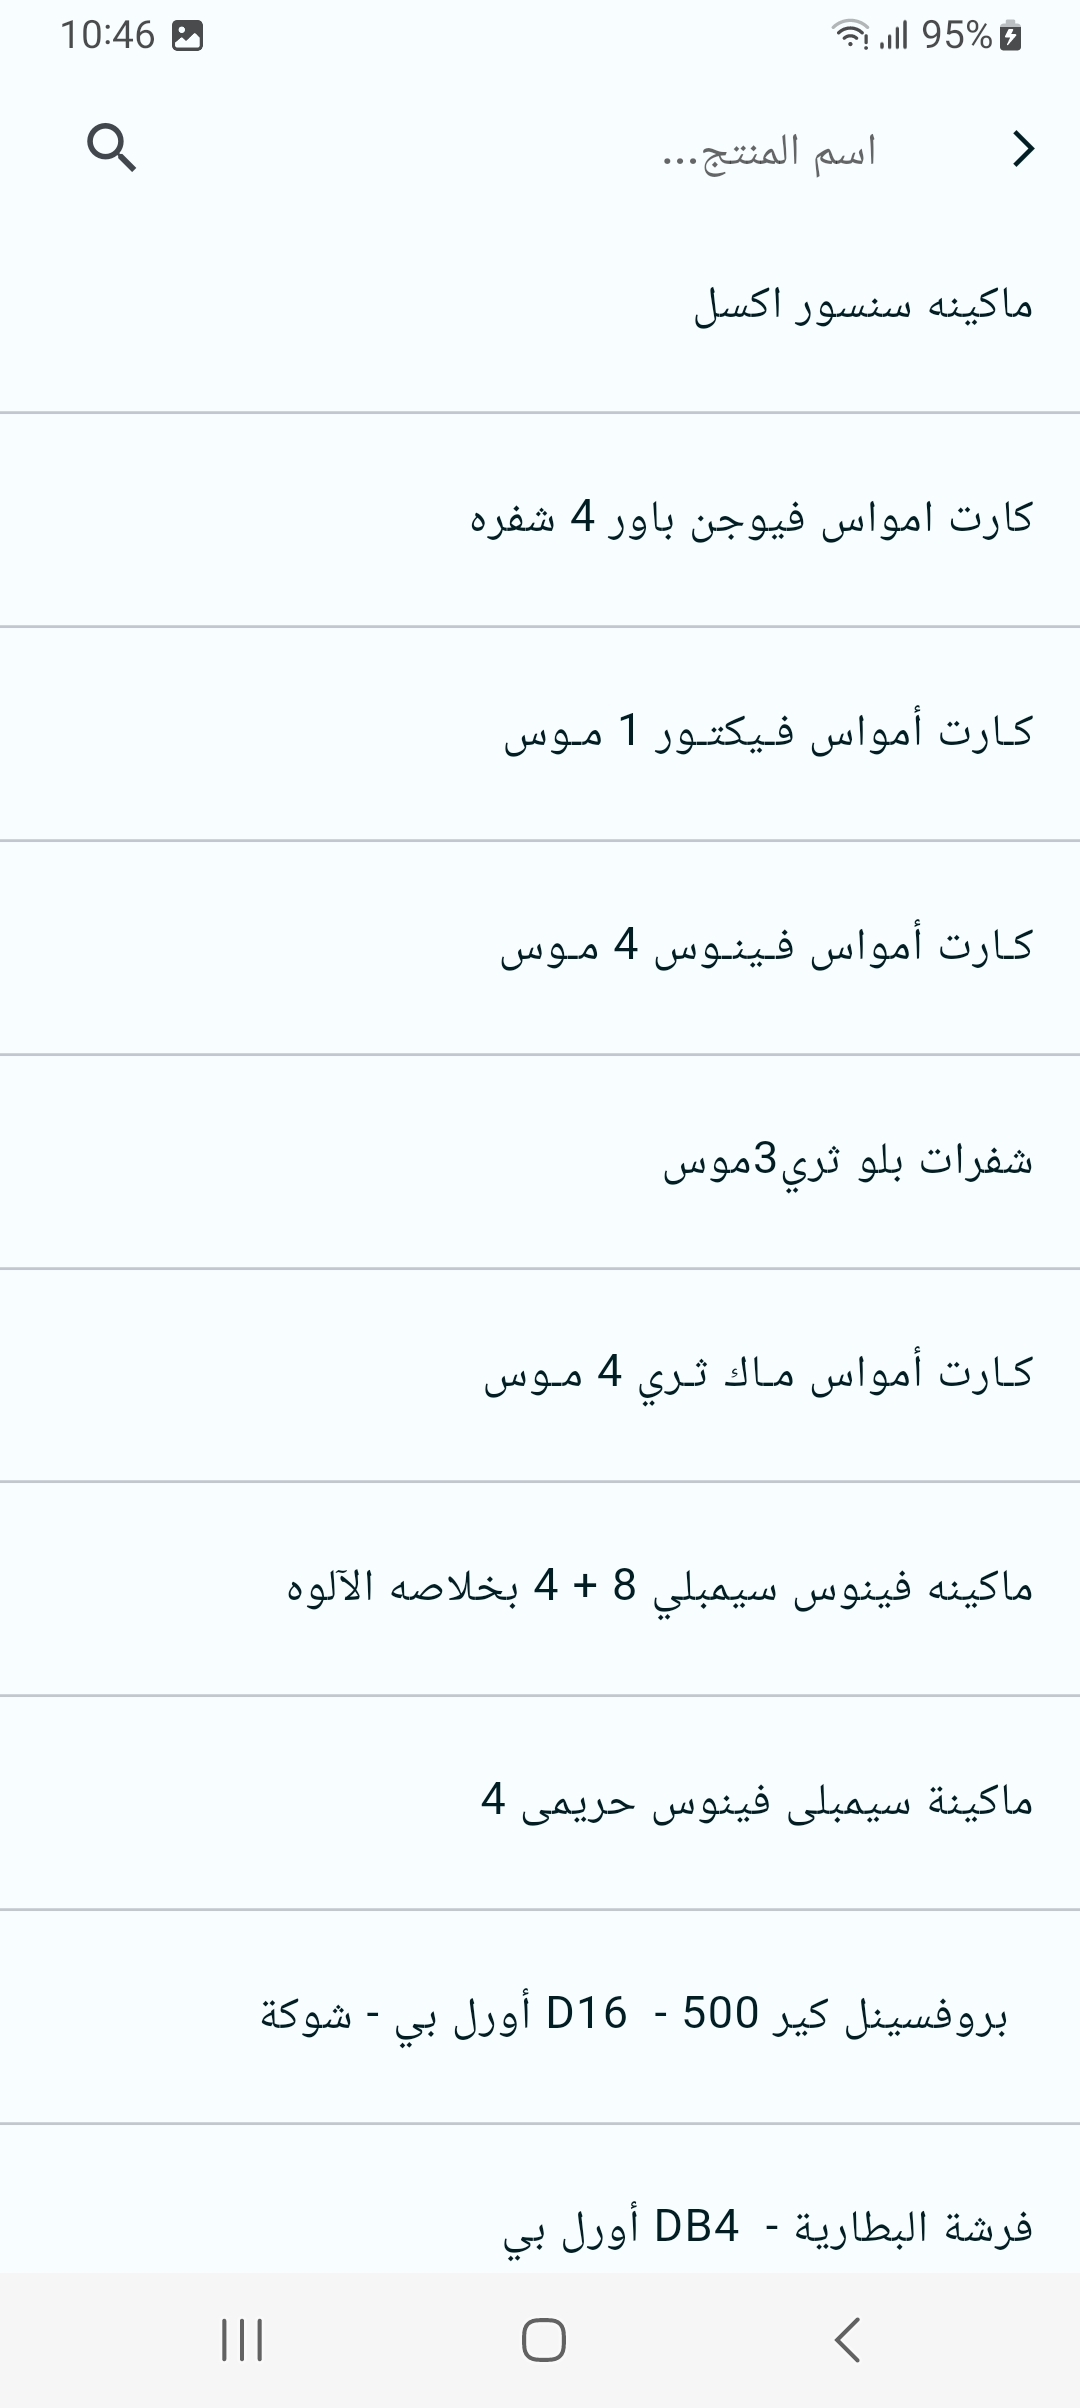 10:46 95%
اسم المنتج...
ماكينه سنسور اكسل
كارت امواس فيوجن باور 4 شفره
كـارت أمواس فـيكتـور 1 مـوس
كـارت أمواس فـينـوس 4 مـوس
شفرات بلو ثري3موس
كـارت أمواس مـاك ثـري 4 مـوس
ماكينه فينوس سيمبلي 8 + 4 بخلاصه الآلوه
ماكينة سيمبلى فينوس حريمى 4
بروفسينل كير 500 - D16 أورل بي - شوكة
فرشة البطارية - DB4 أورل بي